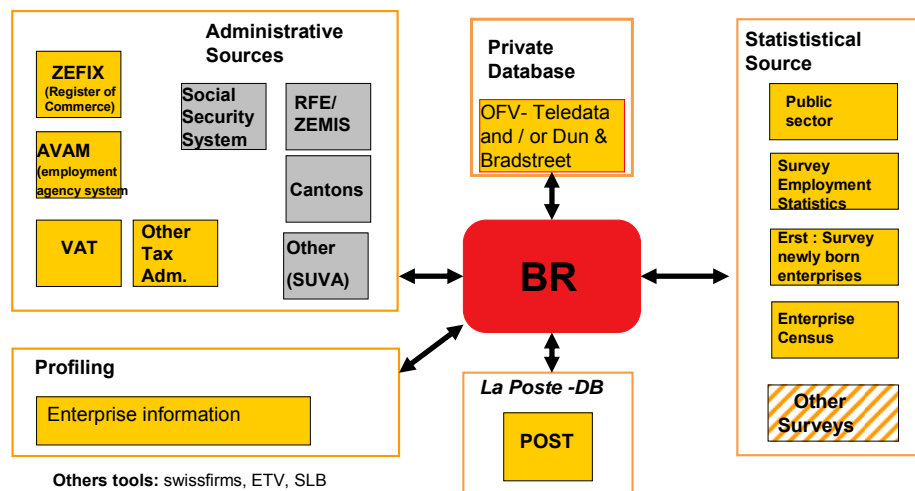 Administrative
Sources
ZEFIX
(Register of
Commerce)
AVAM
(employment
agency system
VAT
Other
Tax
Adm.
Social
Security
System
RFE/
ZEMIS
Cantons
Other
(SUVA)
Private
Database
OFV- Teledata
and / or Dun &
Bradstreet
Statististical
Source
Public
sector
Survey
Employment
Statistics
Erst : Survey
newly born
enterprises
Enterprise
Census
Other
Surveys
BR
Profiling
Enterprise information
La Poste -DB
POST
Others tools: swissfirms, ETV, SLB